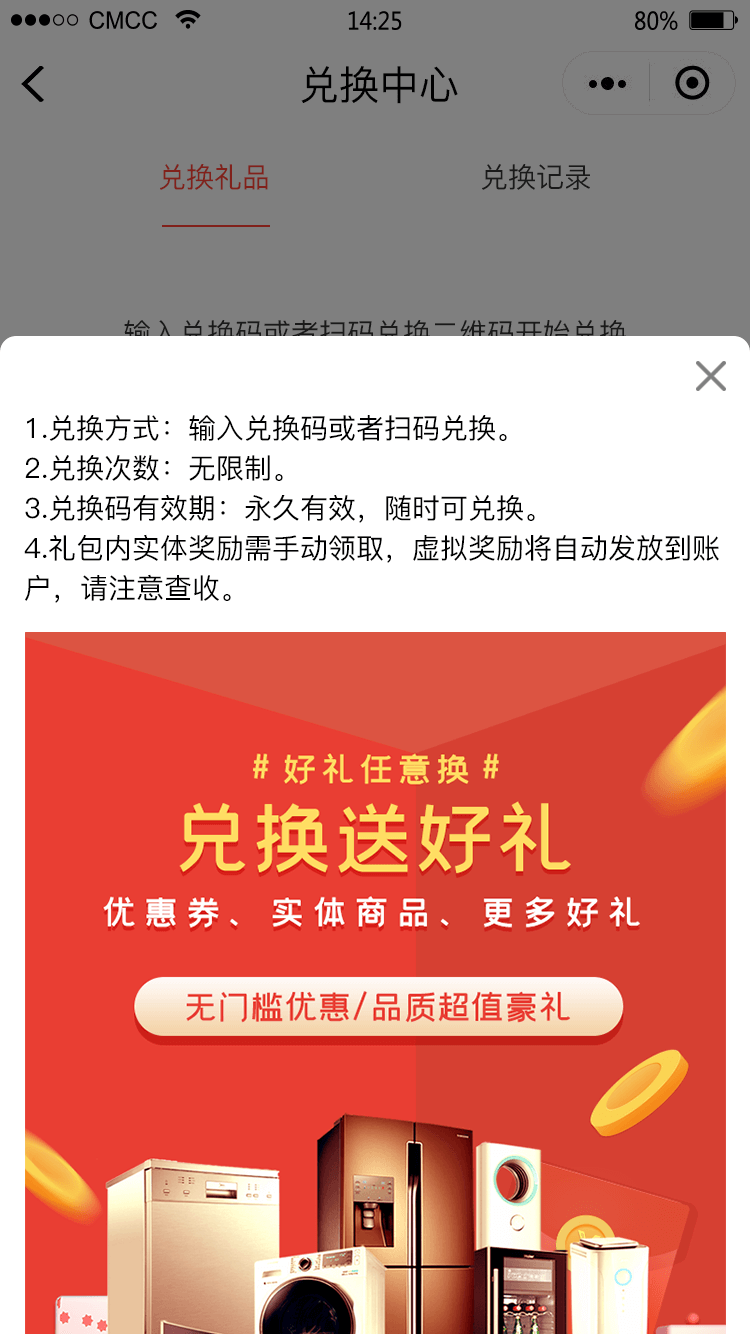 CMCC
14:25
80%
兑换中心
兑换礼品
兑换记录
输入兑换码或者扫码兑换二维码开始兑换
1.兑换方式：输入兑换码或者扫码兑换。
2.兑换次数：无限制。
3.兑换码有效期：永久有效，随时可兑换。
4.礼包内实体奖励需手动领取，虚拟奖励将自动发放到账
户，请注意查收。
#好礼任意换#
兑换送好礼
优惠券、实体商品、更多好礼
无门槛优惠/品质超值豪礼